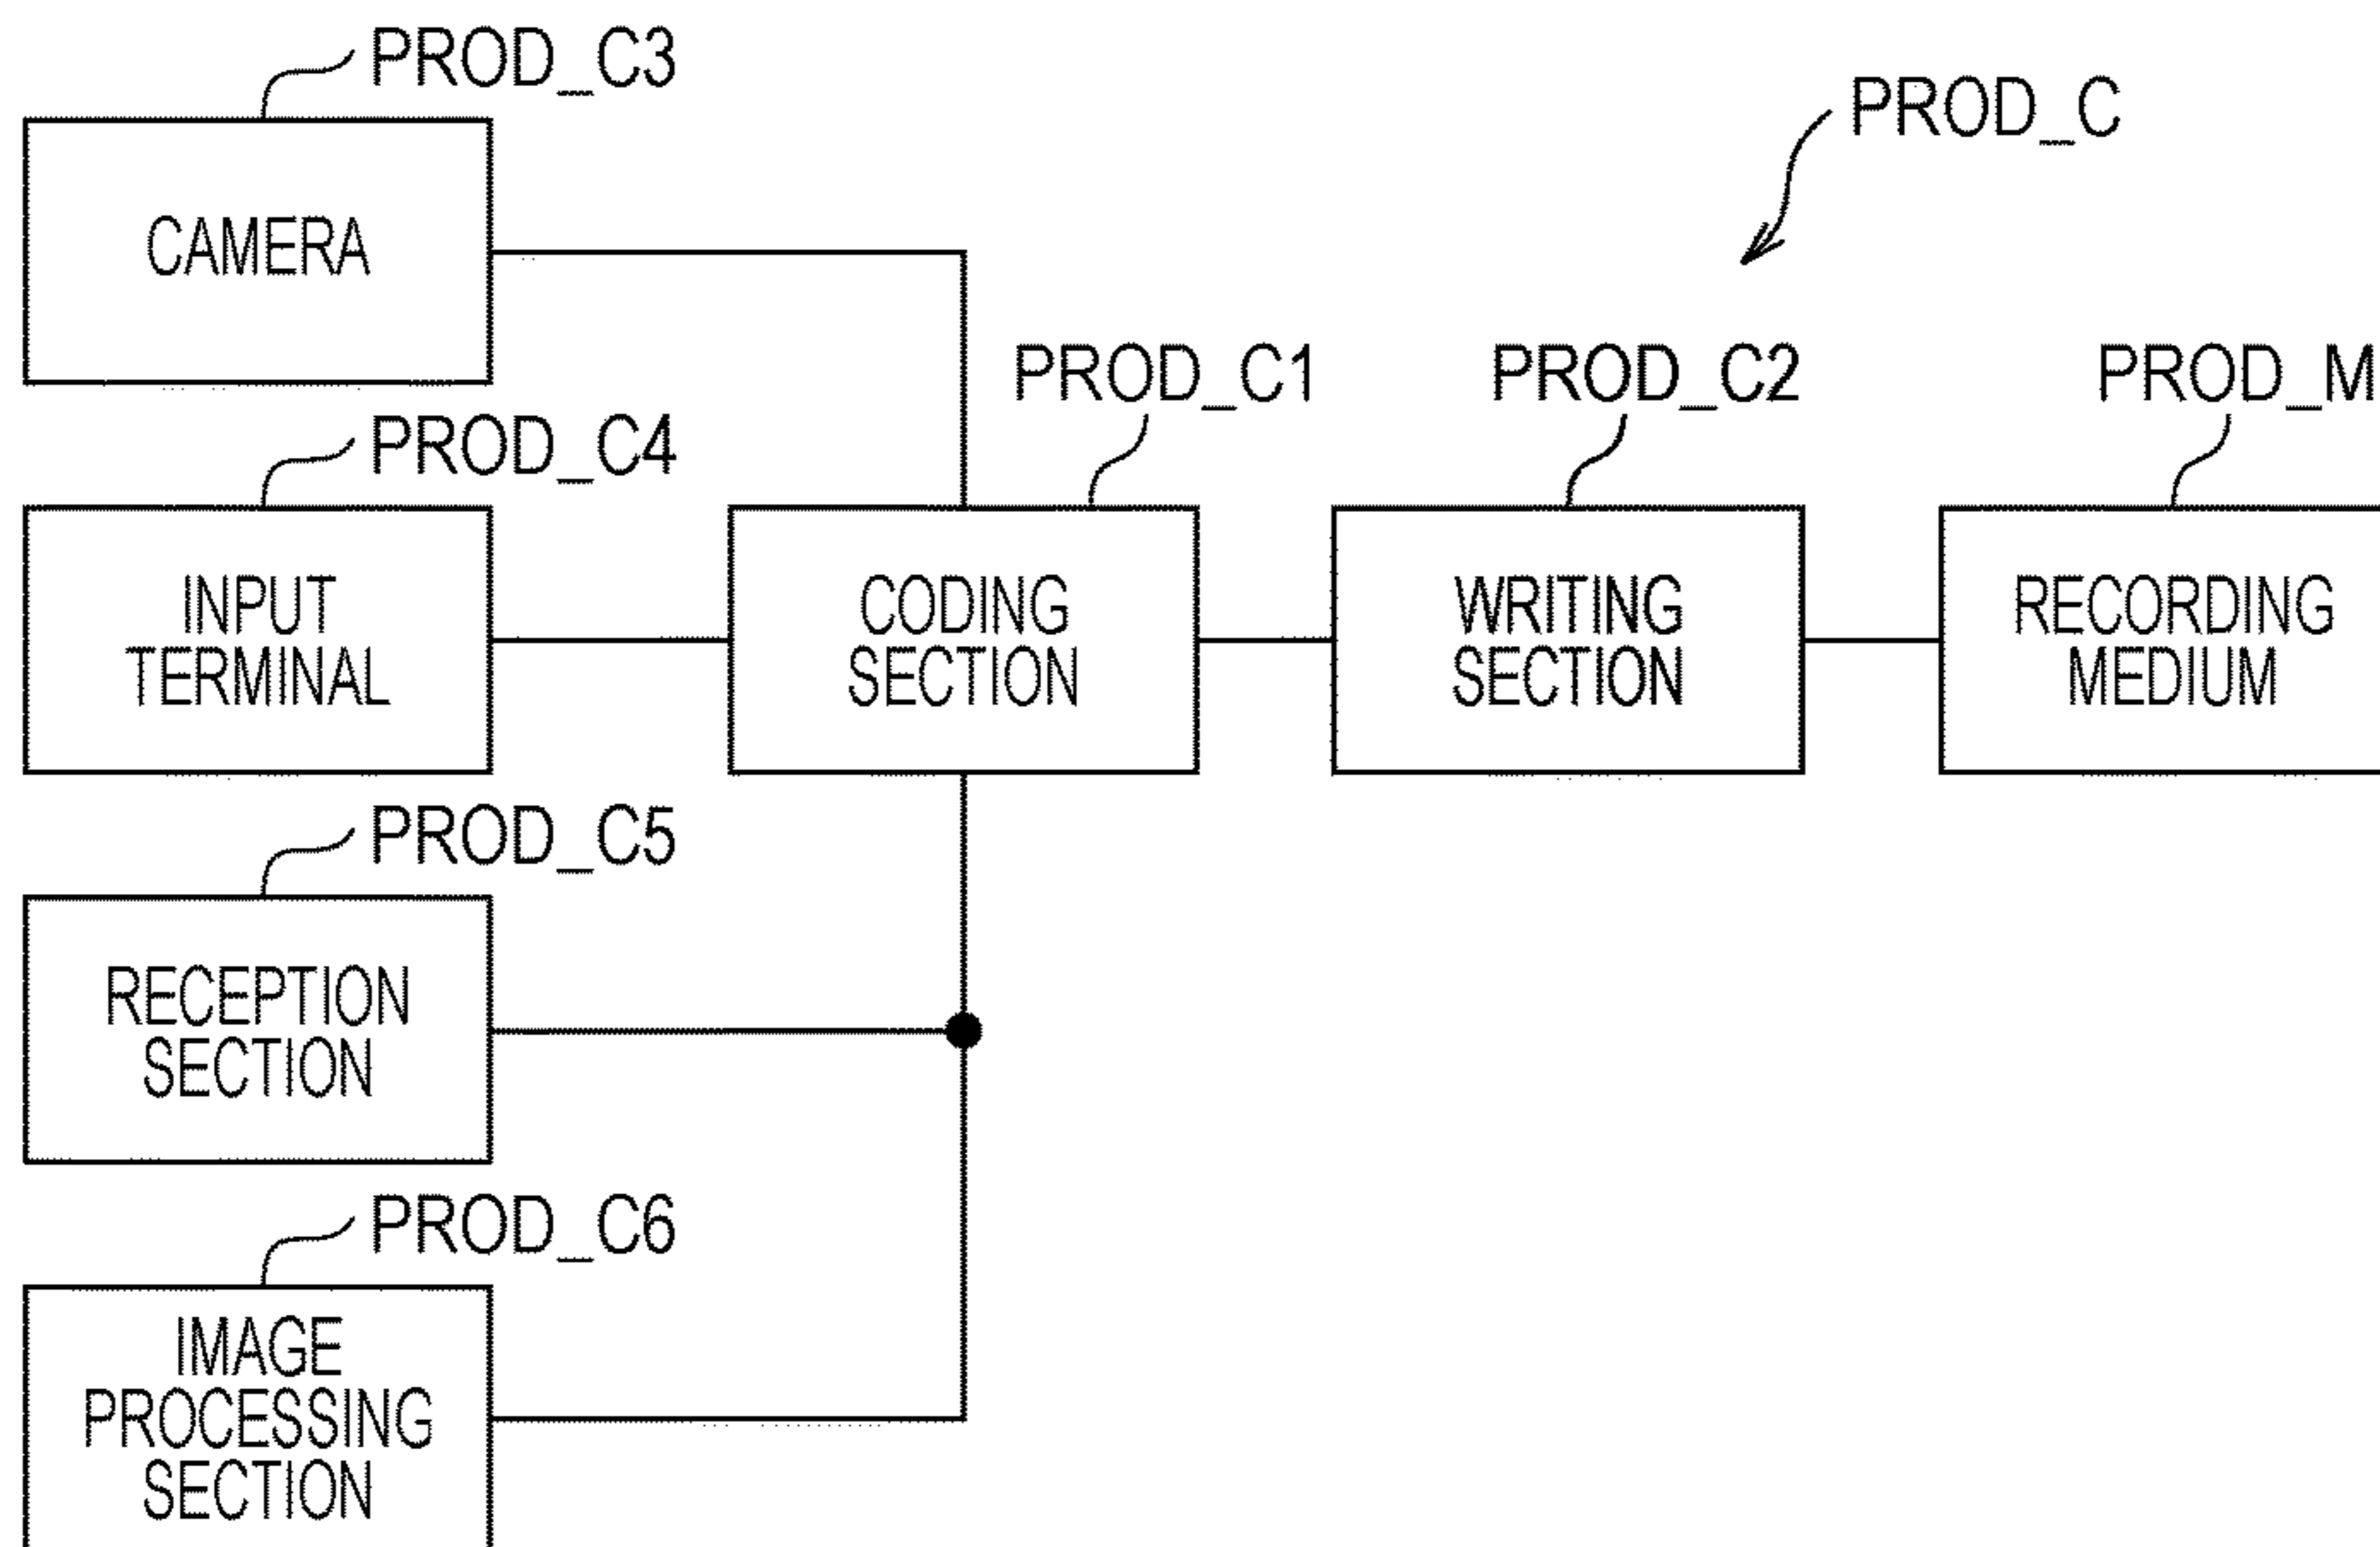 PROD_C3
PROD_C
CAMERA
PROD_C1
PROD_C2
PROD_M
PROD_C4
INPUT
TERMINAL
CODING
SECTION
WRITING
SECTION
RECORDING
MEDIUM
PROD_C5
RECEPTION
SECTION
PROD_C6
IMAGE
PROCESSING
SECTION